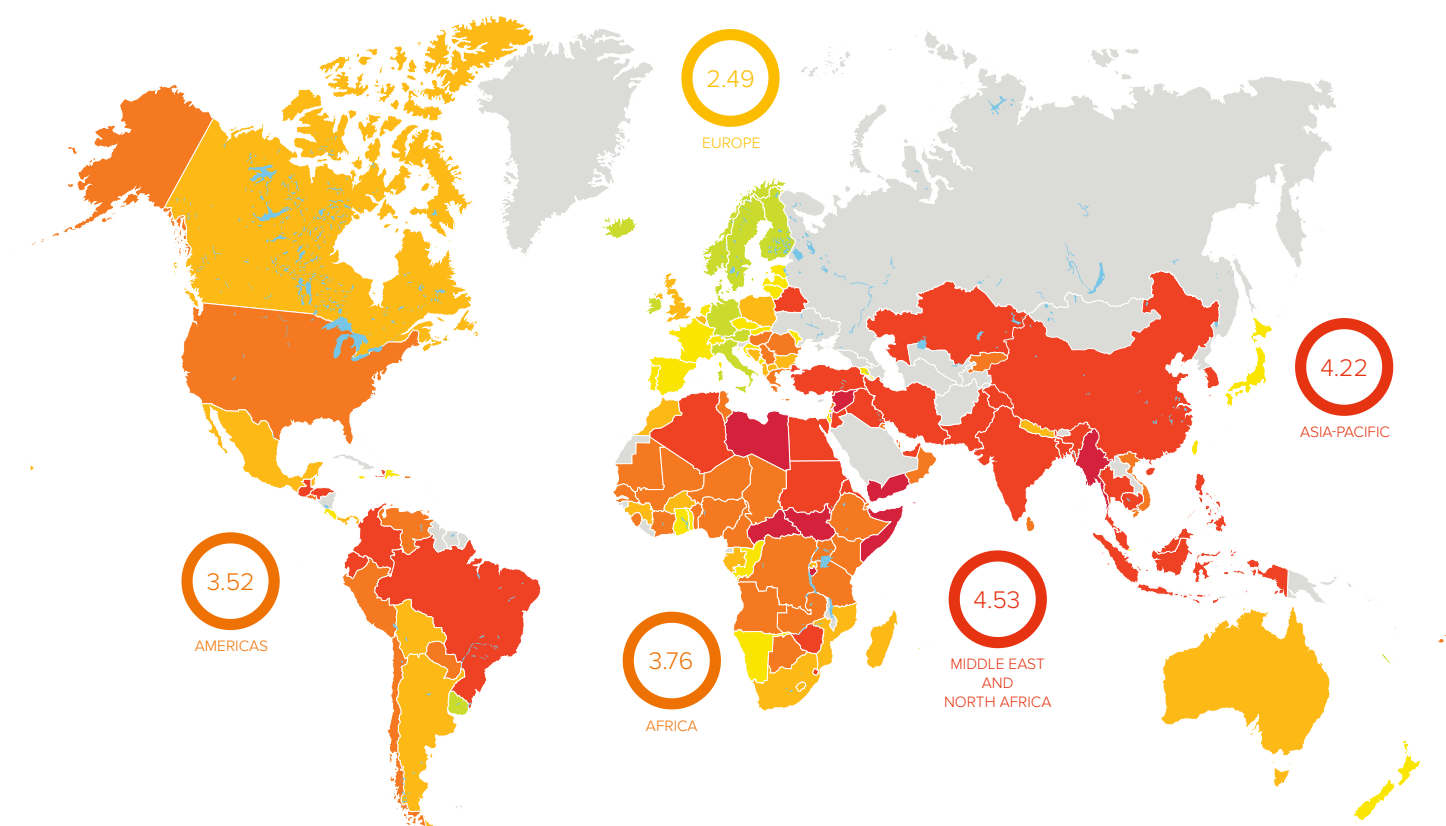 2.49
EUROPE
4.22
ASIA-PACIFIC
3.52
AMERICAS
4.53
MIDDLE EAST
AND
NORTH AFRICA
3.76
AFRICA